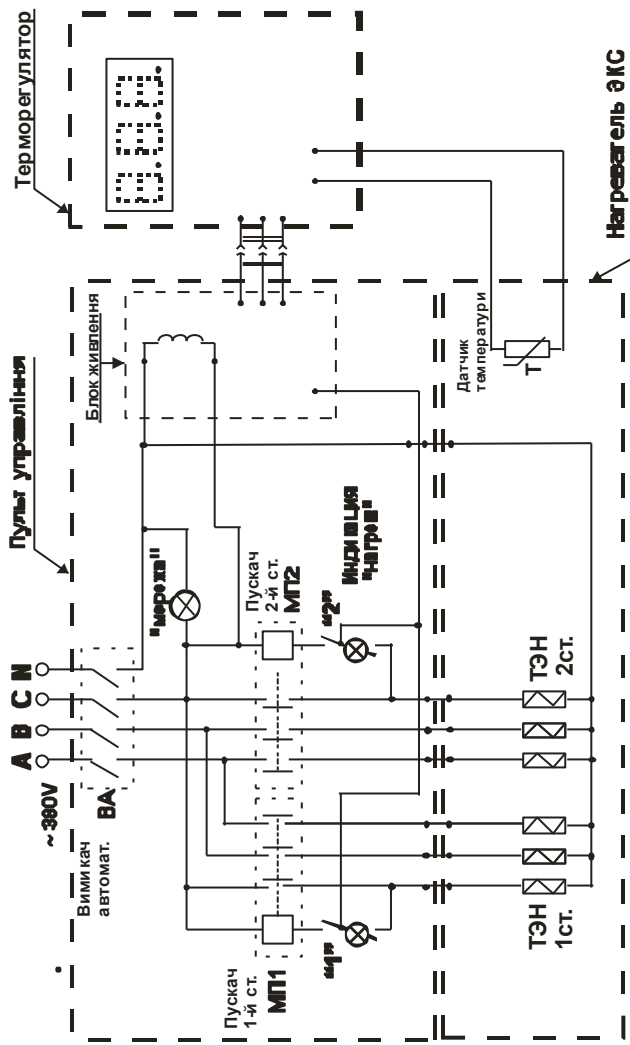 Терморегулятор
Нагреватель ЭКС
Пульт управління
Блок живлення
Датчик
температури
T
"мережа"
Пускач
2-й ст.
МП2
"2"
Индикация
"нагрев"
A B C N
~380V
ВА
Вимикач
автомат.
ТЭН
2ст.
Пускач
1-й ст.
МП1
"1"
ТЭН
1ст.